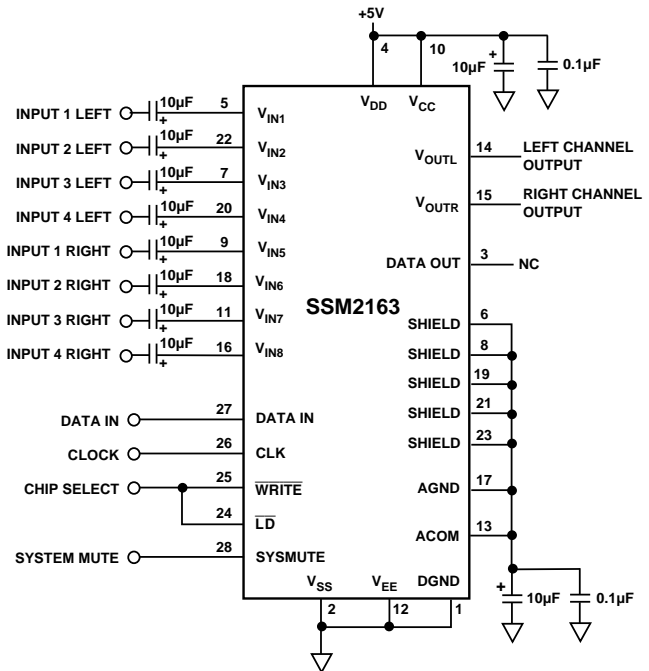 +5V
4 10
10µF 0.1µF
VDD VCC
INPUT 1 LEFT 10µF + 5 VIN1
INPUT 2 LEFT 10µF + 22 VIN2
INPUT 3 LEFT 10µF + 7 VIN3
INPUT 4 LEFT 10µF + 20 VIN4
INPUT 1 RIGHT 10µF + 9 VIN5
INPUT 2 RIGHT 10µF + 18 VIN6
INPUT 3 RIGHT 10µF + 11 VIN7
INPUT 4 RIGHT 10µF + 16 VIN8
DATA IN 27 DATA IN
CLOCK 26 CLK
CHIP SELECT 25 WRITE
24 LD
SYSTEM MUTE 28 SYSMUTE
SSM2163
VOUTL 14 LEFT CHANNEL
OUTPUT
VOUTR 15 RIGHT CHANNEL
OUTPUT
DATA OUT 3 NC
SHIELD 6
SHIELD 8
SHIELD 19
SHIELD 21
SHIELD 23
AGND 17
ACOM 13
+ 10µF 0.1µF
VSS VEE DGND
2 12 1